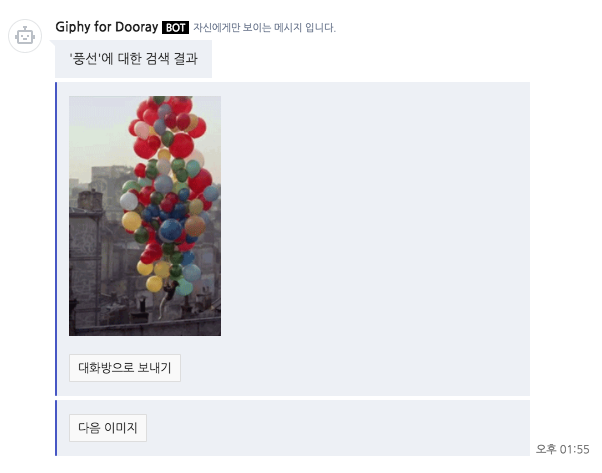 Giphy for Dooray BOT 자신에게만 보이는 메시지 입니다.
'풍선'에 대한 검색 결과
대화방으로 보내기
다음 이미지
오후 01:55